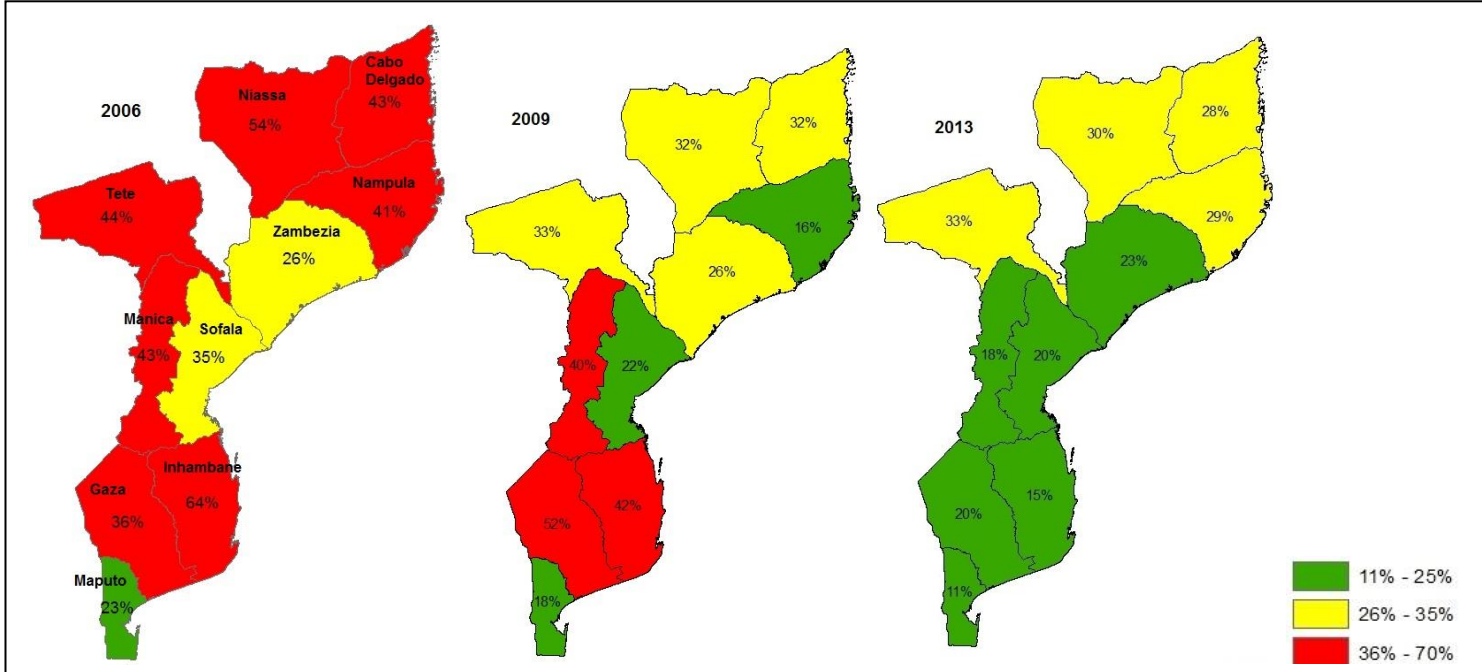 2006
Cabo
Delgado
43%
Niassa
54%
Nampula
41%
Tete
44%
Zambezia
26%
Manica
43%
Sofala
35%
Inhambane
64%
Gaza
36%
Maputo
23%
2009
32%
32%
16%
33%
26%
40%
22%
42%
52%
18%
2013
28%
30%
29%
33%
23%
18%
20%
15%
20%
11%
11% - 25%
26% - 35%
36% - 70%